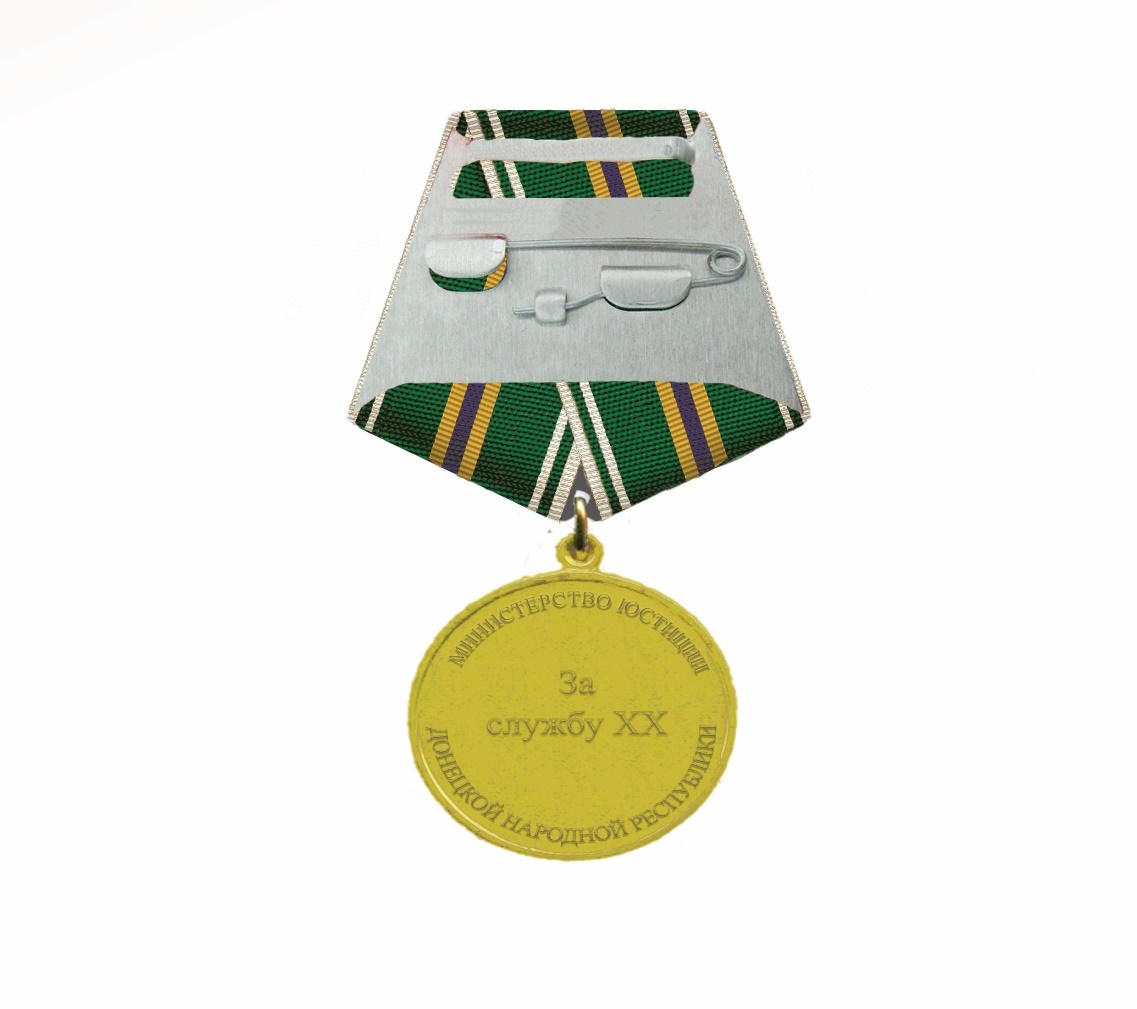 МИНИСТЕРСТВО ЮСТИЦИИ
За
службу XX
ДОНЕЦКОЙ НАРОДНОЙ РЕСПУБЛИКИ